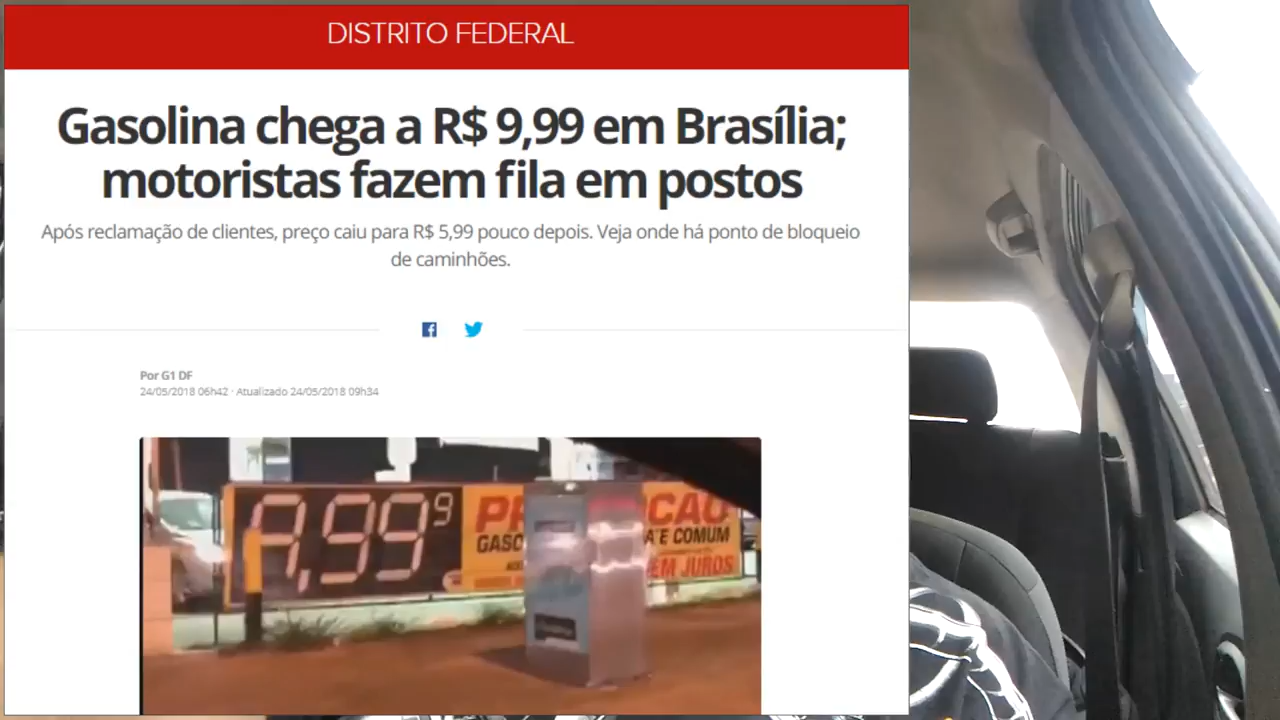 DISTRITO FEDERAL
Gasolina chega a R$ 9,99 em Brasília;
motoristas fazem fila em postos
Após reclamação de clientes, preço caiu para R$ 5,99 pouco depois. Veja onde há ponto de bloqueio
de caminhões.
Por G1 DF
24/05/2018 06h42 · Atualizado 24/05/2018 09h34
9,999
COMUM
JUROS